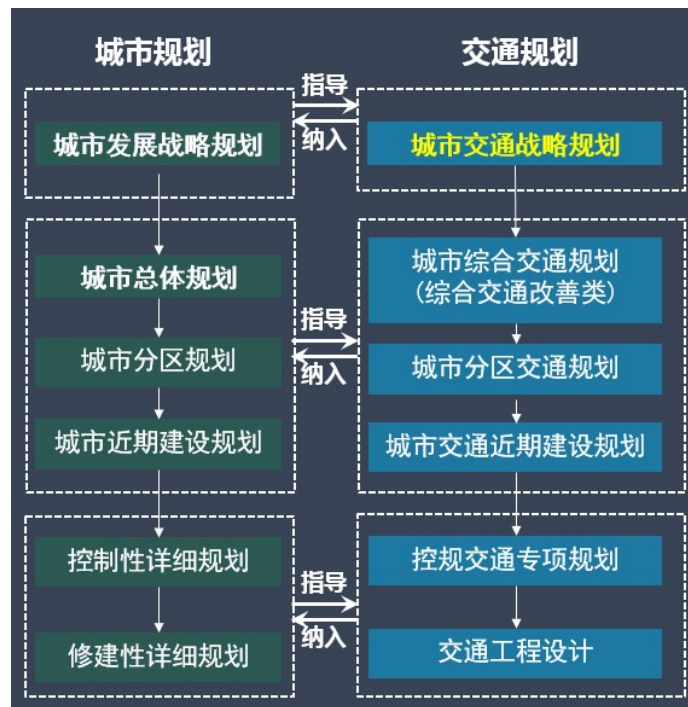 城市规划
交通规划
指导
纳入
城市发展战略规划
城市交通战略规划
城市总体规划
城市分区规划
城市近期建设规划
指导
纳入
城市综合交通规划
(综合交通改善类)
城市分区交通规划
城市交通近期建设规划
控制性详细规划
修建性详细规划
指导
纳入
控规交通专项规划
交通工程设计